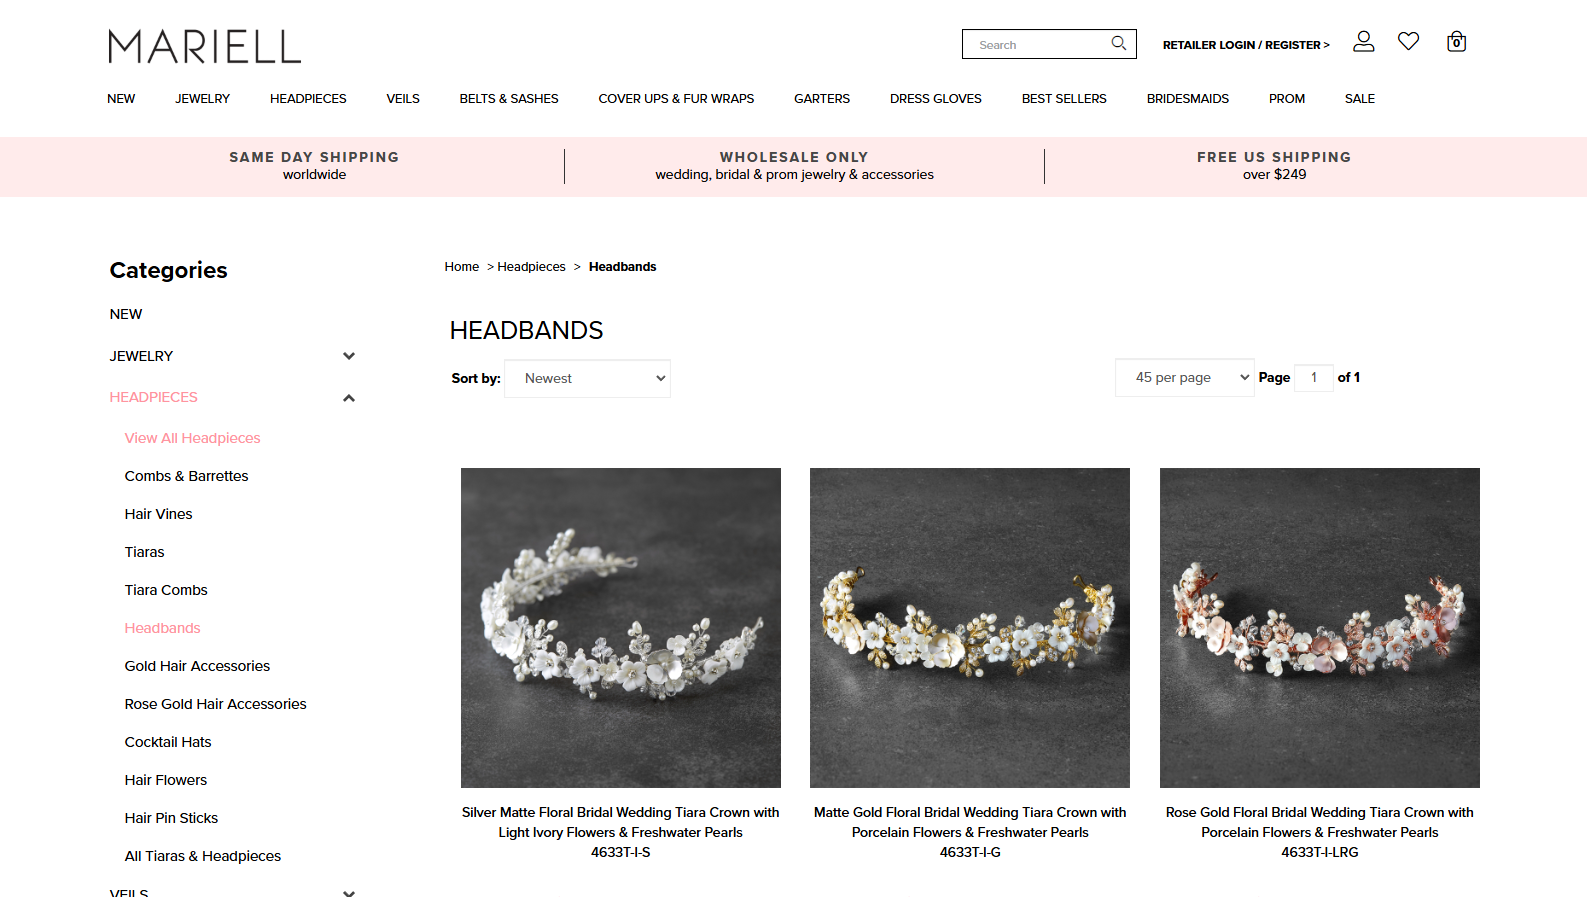 MARIELL
Search
RETAILER LOGIN / REGISTER >
0
NEW
JEWELRY
HEADPIECES
VEILS
BELTS & SASHES
COVER UPS & FUR WRAPS
GARTERS
DRESS GLOVES
BEST SELLERS
BRIDESMAIDS
PROM
SALE
SAME DAY SHIPPING
worldwide
WHOLESALE ONLY
wedding, bridal & prom jewelry & accessories
FREE US SHIPPING
over $249
Categories
NEW
JEWELRY
HEADPIECES
View All Headpieces
Combs & Barrettes
Hair Vines
Tiaras
Tiara Combs
Headbands
Gold Hair Accessories
Rose Gold Hair Accessories
Cocktail Hats
Hair Flowers
Hair Pin Sticks
All Tiaras & Headpieces
VEILS
Home > Headpieces > Headbands
HEADBANDS
Sort by: Newest
45 per page Page 1 of 1
Silver Matte Floral Bridal Wedding Tiara Crown with
Light Ivory Flowers & Freshwater Pearls
4633T-I-S
Matte Gold Floral Bridal Wedding Tiara Crown with
Porcelain Flowers & Freshwater Pearls
4633T-I-G
Rose Gold Floral Bridal Wedding Tiara Crown with
Porcelain Flowers & Freshwater Pearls
4633T-I-LRG